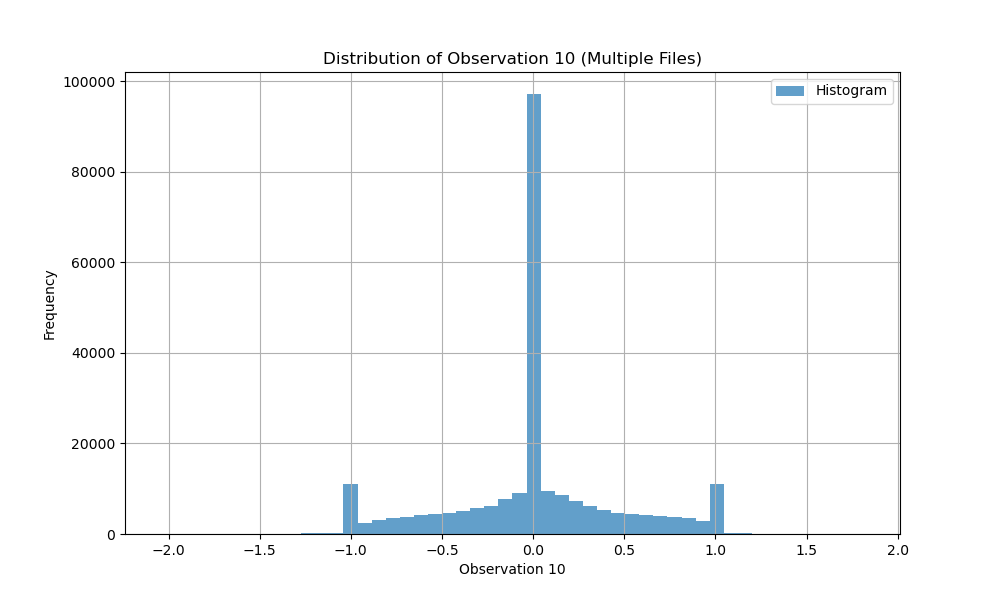 Distribution of Observation 10 (Multiple Files)
Histogram
Frequency
100000
80000
60000
40000
20000
0
−2.0 −1.5 −1.0 −0.5 0.0 0.5 1.0 1.5 2.0
Observation 10